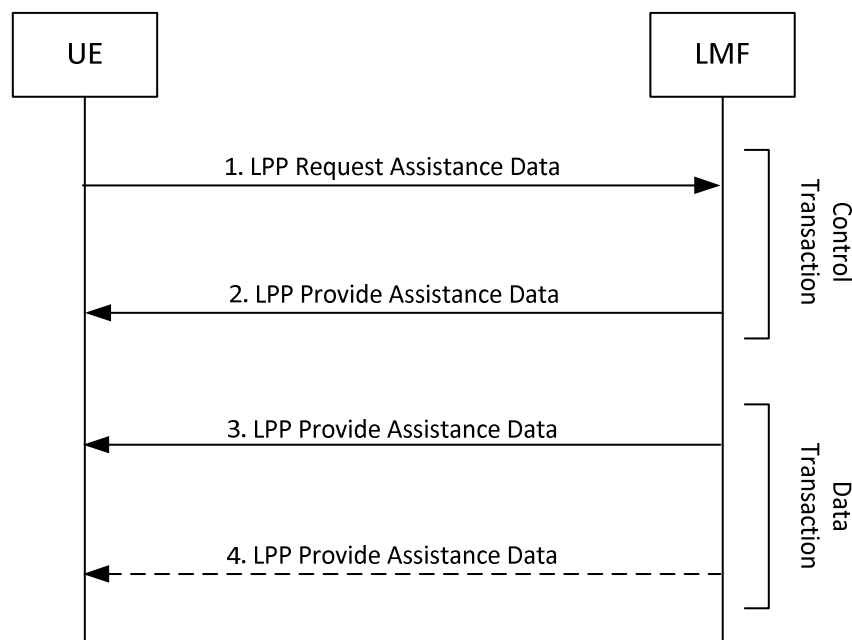 UE
LMF
1. LPP Request Assistance Data
2. LPP Provide Assistance Data
Control
Transaction
3. LPP Provide Assistance Data
4. LPP Provide Assistance Data
Data
Transaction